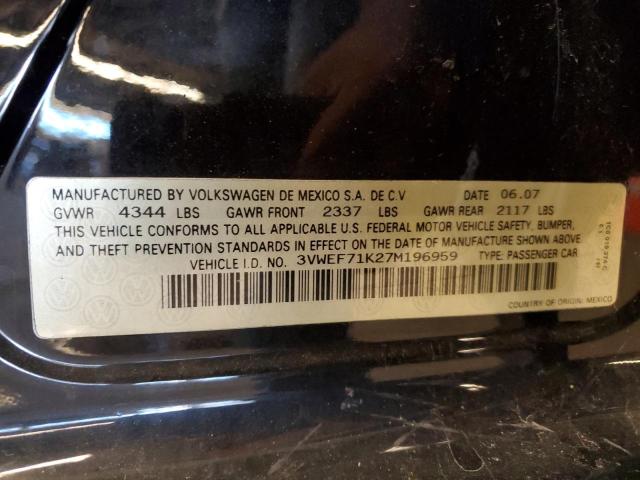 MANUFACTURED BY VOLKSWAGEN DE MEXICO S.A. DE C.V DATE 06.07
GVWR 4344 LBS GAWR FRONT 2337 LBS GAWR REAR 2117 LBS
THIS VEHICLE CONFORMS TO ALL APPLICABLE U.S. FEDERAL MOTOR VEHICLE SAFETY, BUMPER,
AND THEFT PREVENTION STANDARDS IN EFFECT ON THE DATE OF MANUFACTURE SHOWN ABOVE.
VEHICLE I.D. NO. 3VWEF71K27M196959 TYPE: PASSENGER CAR
COUNTRY OF ORIGIN: MEXICO